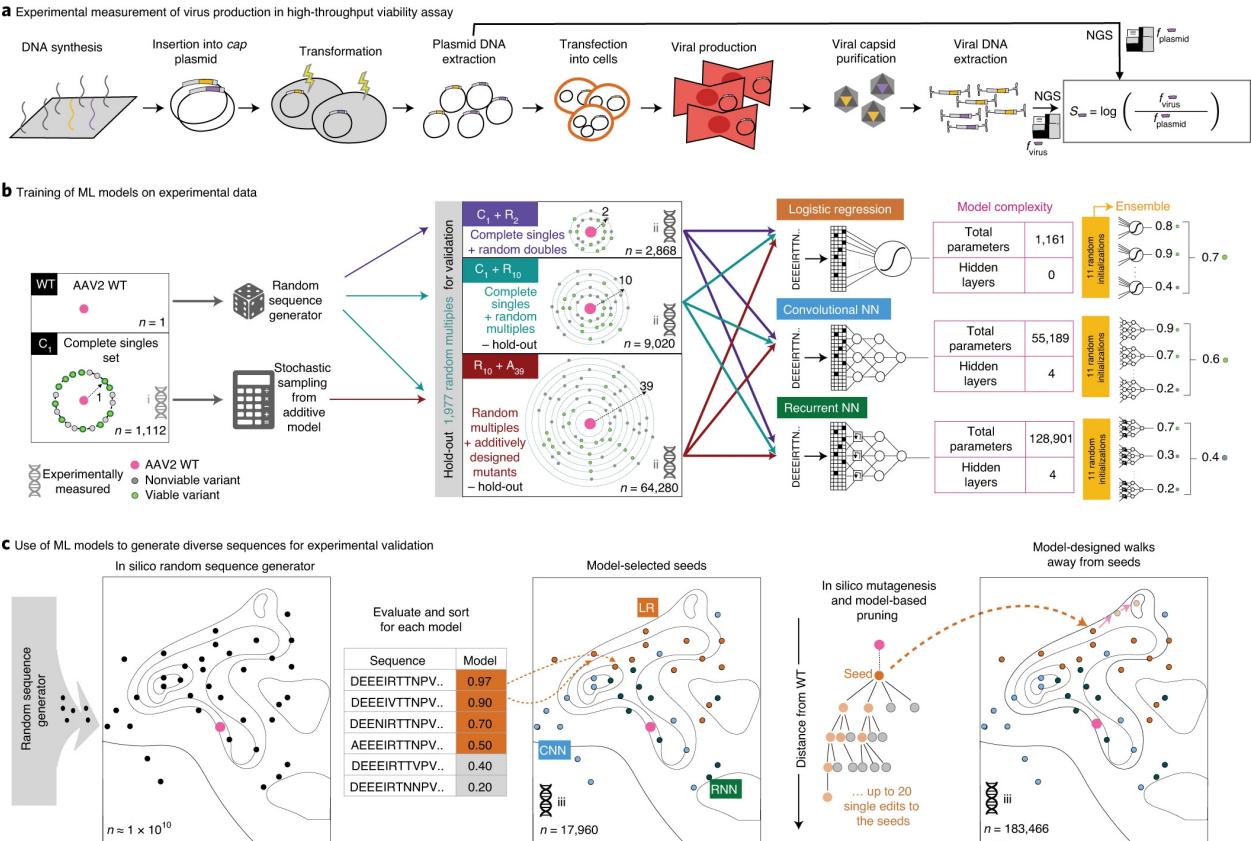 a Experimental measurement of virus production in high-throughput viability assay
DNA synthesis
Insertion into cap
plasmid
Transformation
Plasmid DNA
extraction
Transfection
into cells
Viral production
Viral capsid
purification
Viral DNA
extraction
NGS
f plasmid
NGS
f virus
S = log ( f virus / f plasmid )
b Training of ML models on experimental data
WT
AAV2 WT
n = 1
C1
Complete singles
set
1
i
n = 1,112
Experimentally
measured
AAV2 WT
Nonviable variant
Viable variant
Random
sequence
generator
Stochastic
sampling
from
additive
model
Hold-out 1,977 random multiples for validation
C1 + R2
Complete singles
+ random doubles
2
ii
n = 2,868
C1 + R10
Complete
singles
+ random
multiples
– hold-out
10
ii
n = 9,020
R10 + A39
Random
multiples
+ additively
designed
mutants
– hold-out
39
ii
n = 64,280
Logistic regression
DEEEIRTTN..
Convolutional NN
DEEEIRTTN..
Recurrent NN
DEEEIRTTN..
Model complexity
Total
parameters
1,161
Hidden
layers
0
Total
parameters
55,189
Hidden
layers
4
Total
parameters
128,901
Hidden
layers
4
Ensemble
11 random
initializations
0.8
0.9
0.4
0.7
11 random
initializations
0.9
0.7
0.2
0.6
11 random
initializations
0.7
0.3
0.2
0.4
c Use of ML models to generate diverse sequences for experimental validation
Random sequence
generator
In silico random sequence generator
n ≈ 1 × 10^10
Evaluate and sort
for each model
Sequence Model
DEEEIRTTNPV.. 0.97
DEEEIVTTNPV.. 0.90
DEENIRTTNPV.. 0.70
AEEEIRTTNPV.. 0.50
DEEEIRTTVPV.. 0.40
DEEEIRTNNPV.. 0.20
Model-selected seeds
LR
CNN
RNN
iii
n = 17,960
In silico mutagenesis
and model-based
pruning
Distance from WT
Seed
... up to 20
single edits to
the seeds
Model-designed walks
away from seeds
iii
n = 183,466